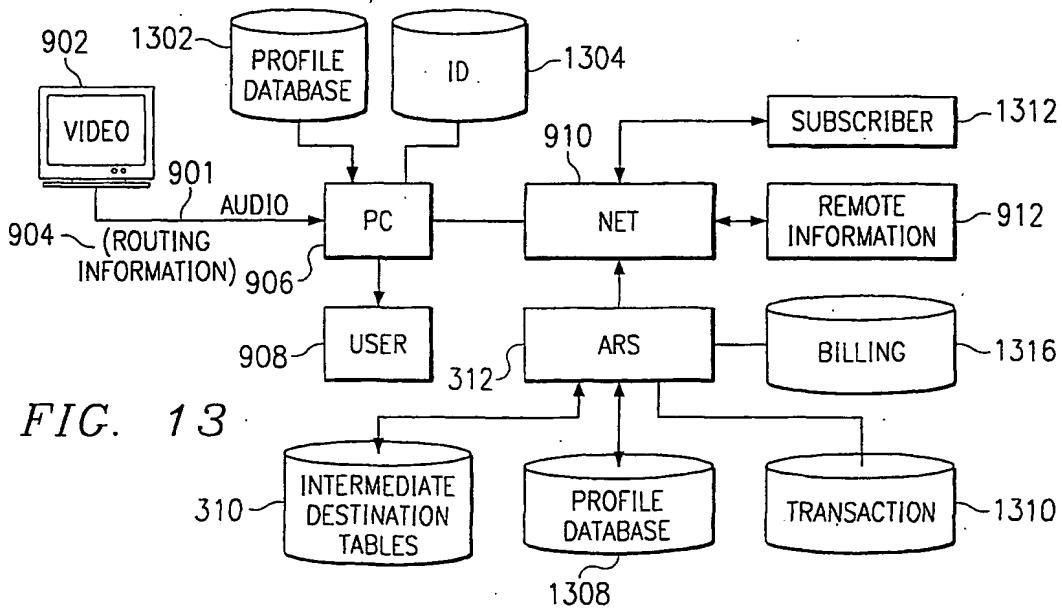 1302
PROFILE
DATABASE
ID
1304
902
VIDEO
901
AUDIO
904
(ROUTING
INFORMATION)
PC
906
910
NET
SUBSCRIBER
1312
REMOTE
INFORMATION
912
USER
908
ARS
312
BILLING
1316
FIG. 13
310
INTERMEDIATE
DESTINATION
TABLES
PROFILE
DATABASE
1308
TRANSACTION
1310